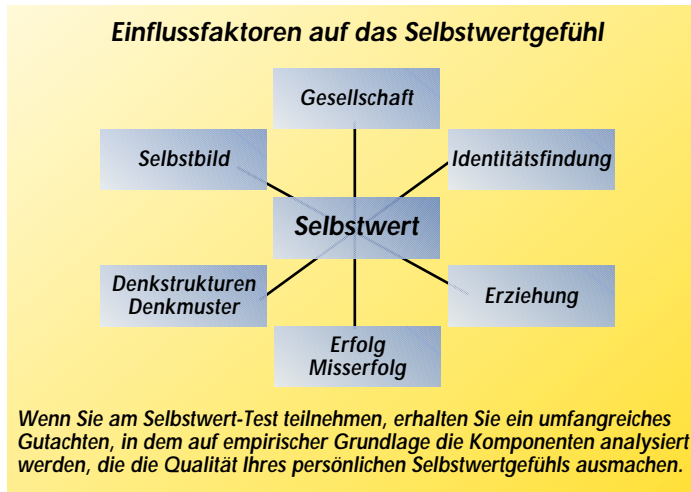 Einflussfaktoren auf das Selbstwertgefühl
Gesellschaft
Selbstbild
Identitätsfindung
Selbstwert
Denkstrukturen
Denkmuster
Erziehung
Erfolg
Misserfolg
Wenn Sie am Selbstwert-Test teilnehmen, erhalten Sie ein umfangreiches
Gutachten, in dem auf empirischer Grundlage die Komponenten analysiert
werden, die die Qualität Ihres persönlichen Selbstwertgefühls ausmachen.